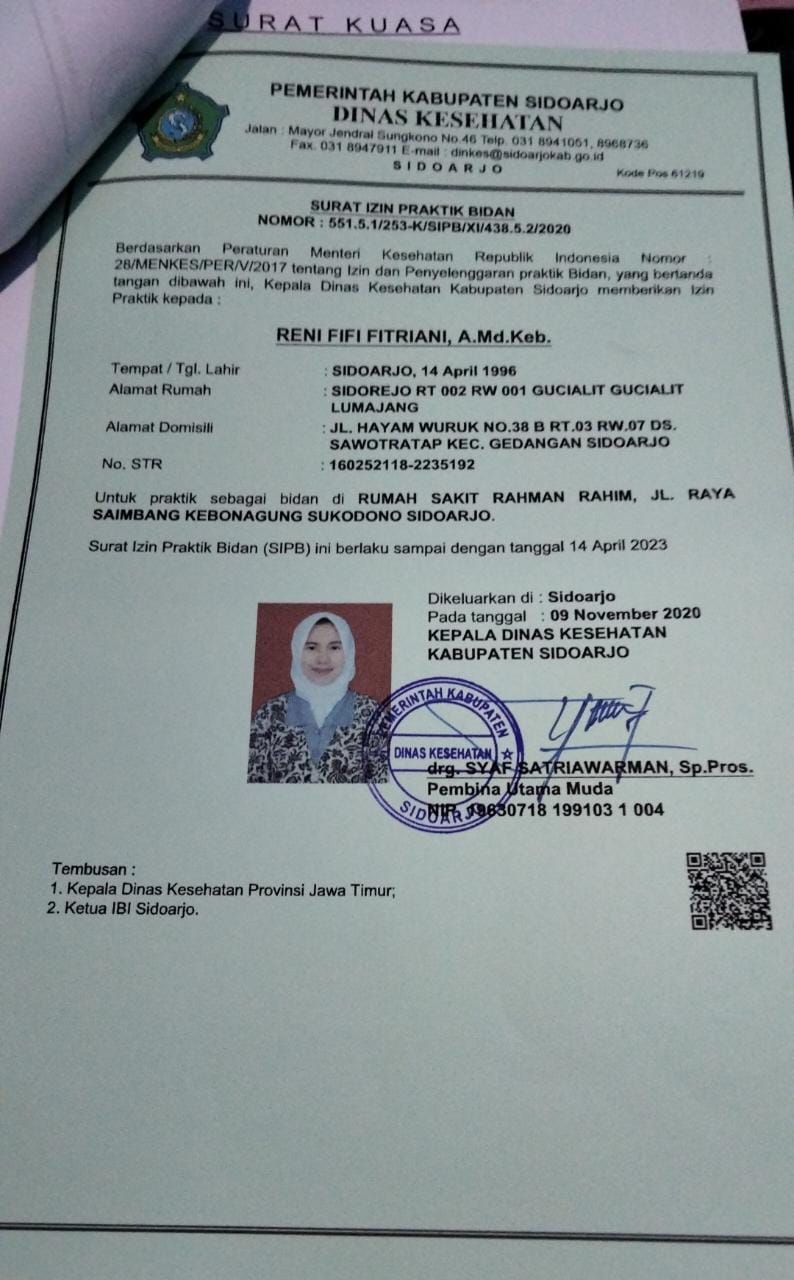 SURAT KUASA
PEMERINTAH KABUPATEN SIDOARJO
DINAS KESEHATAN
Jalan : Mayor Jendral Sungkono No.46 Telp. 031 8941051, 8968736
Fax. 031 8947911 E-mail : dinkes@sidoarjokab.go.id
SIDOARJO
Kode Pos 61219
SURAT IZIN PRAKTIK BIDAN
NOMOR : 551.5.1/253-K/SIPB/XI/438.5.2/2020
Berdasarkan Peraturan Menteri Kesehatan Republik Indonesia Nomor :
28/MENKES/PER/V/2017 tentang Izin dan Penyelenggaran praktik Bidan, yang bertanda
tangan dibawah ini, Kepala Dinas Kesehatan Kabupaten Sidoarjo memberikan Izin
Praktik kepada :
RENI FIFI FITRIANI, A.Md.Keb.
Tempat / Tgl. Lahir : SIDOARJO, 14 April 1996
Alamat Rumah : SIDOREJO RT 002 RW 001 GUCIALIT GUCIALIT
LUMAJANG
Alamat Domisili : JL. HAYAM WURUK NO.38 B RT.03 RW.07 DS.
SAWOTRATAP KEC. GEDANGAN SIDOARJO
No. STR : 160252118-2235192
Untuk praktik sebagai bidan di RUMAH SAKIT RAHMAN RAHIM, JL. RAYA
SAIMBANG KEBONAGUNG SUKODONO SIDOARJO.
Surat Izin Praktik Bidan (SIPB) ini berlaku sampai dengan tanggal 14 April 2023
Dikeluarkan di : Sidoarjo
Pada tanggal : 09 November 2020
KEPALA DINAS KESEHATAN
KABUPATEN SIDOARJO
PEMERINTAH KABUPATEN
DINAS KESEHATAN
SIDOARJO
drg. SYAF SATRIAWARMAN, Sp.Pros.
Pembina Utama Muda
NIP. 19630718 199103 1 004
Tembusan :
1. Kepala Dinas Kesehatan Provinsi Jawa Timur;
2. Ketua IBI Sidoarjo.